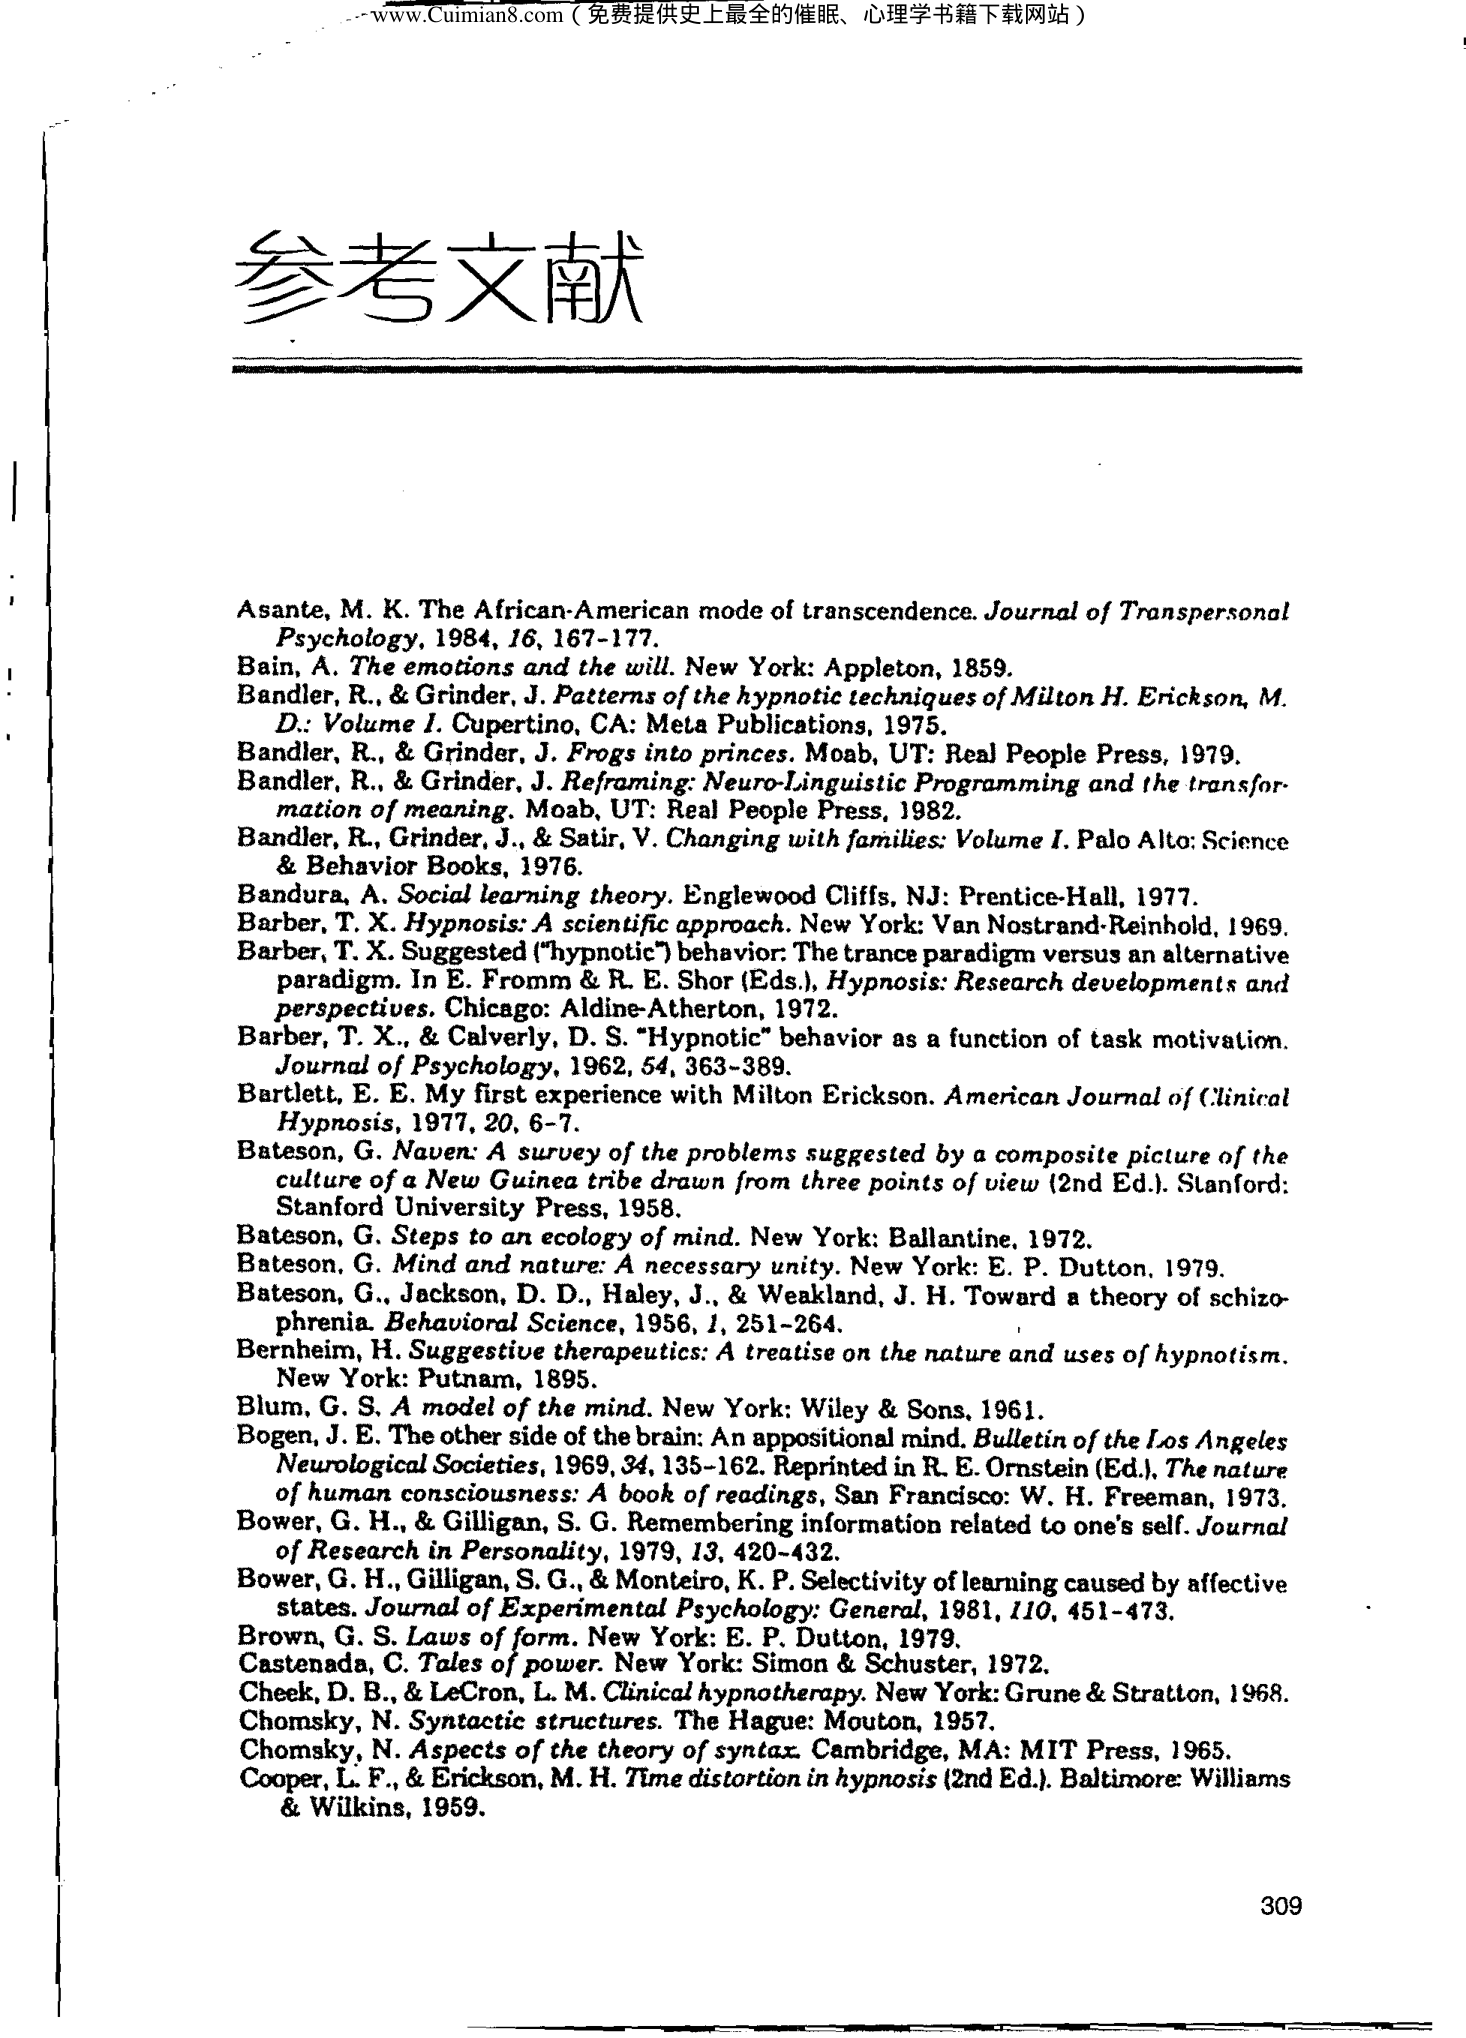 www.Cuimian8.com（免费提供史上最全的催眠、心理学书籍下载网站）
参考文献
Asante, M. K. The African-American mode of transcendence. Journal of Transpersonal
Psychology, 1984, 16, 167-177.
Bain, A. The emotions and the will. New York: Appleton, 1859.
Bandler, R., & Grinder, J. Patterns of the hypnotic techniques of Milton H. Erickson, M.
D.: Volume I. Cupertino, CA: Meta Publications, 1975.
Bandler, R., & Grinder, J. Frogs into princes. Moab, UT: Real People Press, 1979.
Bandler, R., & Grinder, J. Reframing: Neuro-Linguistic Programming and the transfor-
mation of meaning. Moab, UT: Real People Press, 1982.
Bandler, R., Grinder, J., & Satir, V. Changing with families: Volume I. Palo Alto: Science
& Behavior Books, 1976.
Bandura, A. Social learning theory. Englewood Cliffs, NJ: Prentice-Hall, 1977.
Barber, T. X. Hypnosis: A scientific approach. New York: Van Nostrand-Reinhold, 1969.
Barber, T. X. Suggested ("hypnotic") behavior: The trance paradigm versus an alternative
paradigm. In E. Fromm & R. E. Shor (Eds.), Hypnosis: Research developments and
perspectives. Chicago: Aldine-Atherton, 1972.
Barber, T. X., & Calverly, D. S. "Hypnotic" behavior as a function of task motivation.
Journal of Psychology, 1962, 54, 363-389.
Bartlett, E. E. My first experience with Milton Erickson. American Journal of Clinical
Hypnosis, 1977, 20, 6-7.
Bateson, G. Naven: A survey of the problems suggested by a composite picture of the
culture of a New Guinea tribe drawn from three points of view (2nd Ed.). Stanford:
Stanford University Press, 1958.
Bateson, G. Steps to an ecology of mind. New York: Ballantine, 1972.
Bateson, G. Mind and nature: A necessary unity. New York: E. P. Dutton, 1979.
Bateson, G., Jackson, D. D., Haley, J., & Weakland, J. H. Toward a theory of schizo-
phrenia. Behavioral Science, 1956, 1, 251-264.
Bernheim, H. Suggestive therapeutics: A treatise on the nature and uses of hypnotism.
New York: Putnam, 1895.
Blum, G. S. A model of the mind. New York: Wiley & Sons, 1961.
Bogen, J. E. The other side of the brain: An appositional mind. Bulletin of the Los Angeles
Neurological Societies, 1969, 34, 135-162. Reprinted in R. E. Ornstein (Ed.), The nature
of human consciousness: A book of readings, San Francisco: W. H. Freeman, 1973.
Bower, G. H., & Gilligan, S. G. Remembering information related to one's self. Journal
of Research in Personality, 1979, 13, 420-432.
Bower, G. H., Gilligan, S. G., & Monteiro, K. P. Selectivity of learning caused by affective
states. Journal of Experimental Psychology: General, 1981, 110, 451-473.
Brown, G. S. Laws of form. New York: E. P. Dutton, 1979.
Castenada, C. Tales of power. New York: Simon & Schuster, 1972.
Cheek, D. B., & LeCron, L. M. Clinical hypnotherapy. New York: Grune & Stratton, 1968.
Chomsky, N. Syntactic structures. The Hague: Mouton, 1957.
Chomsky, N. Aspects of the theory of syntax. Cambridge, MA: MIT Press, 1965.
Cooper, L. F., & Erickson, M. H. Time distortion in hypnosis (2nd Ed.). Baltimore: Williams
& Wilkins, 1959.
309